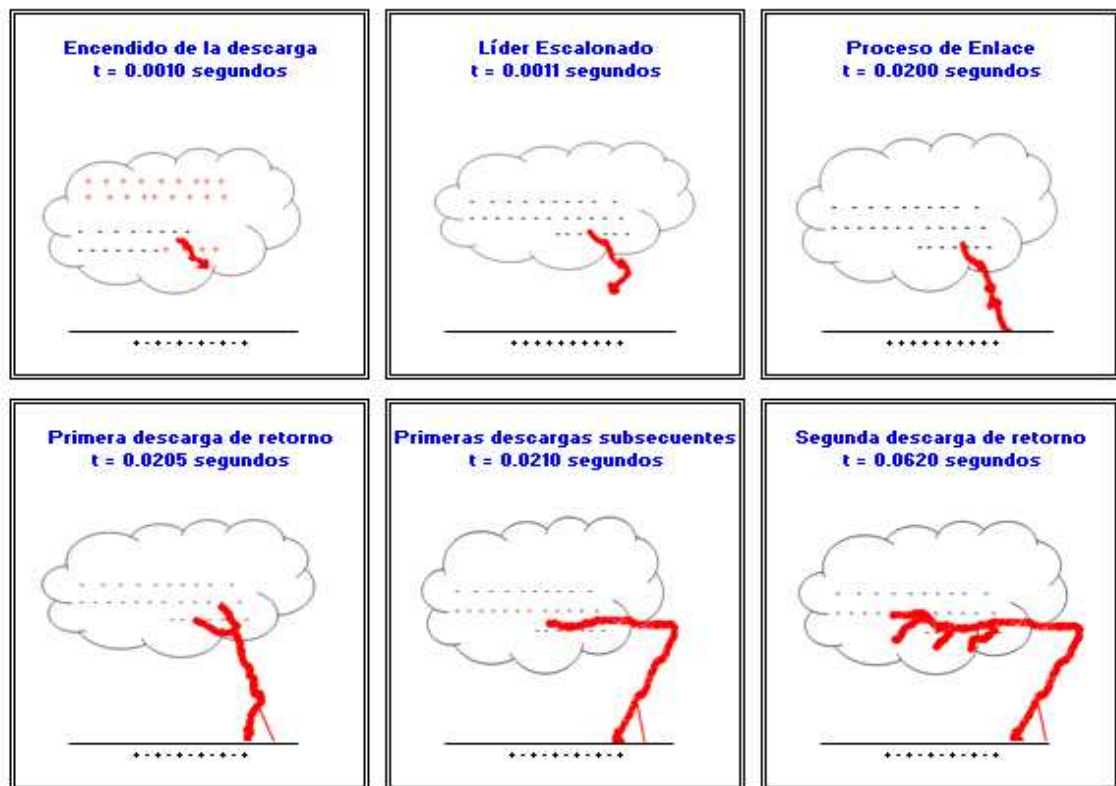 Encendido de la descarga
t = 0.0010 segundos
Líder Escalonado
t = 0.0011 segundos
Proceso de Enlace
t = 0.0200 segundos
+-+-+-+-+-+
++++++++++
++++++++++
Primera descarga de retorno
t = 0.0205 segundos
Primeras descargas subsecuentes
t = 0.0210 segundos
Segunda descarga de retorno
t = 0.0620 segundos
+-+-+-+-+
+-+-+-+-+
+-+-+-+-+